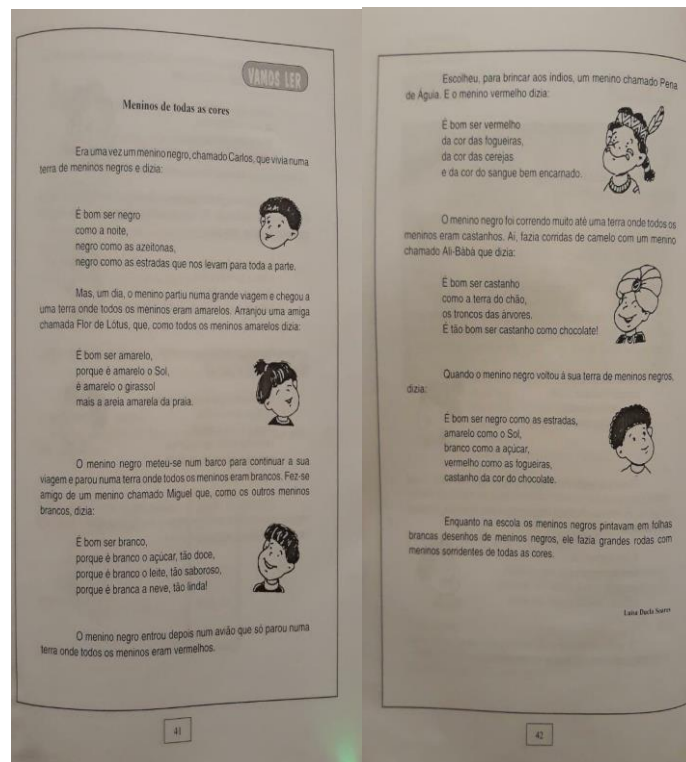 VAMOS LER
Meninos de todas as cores
Era uma vez um menino negro, chamado Carlos, que vivia numa
terra de meninos negros e dizia:
É bom ser negro
como a noite,
negro como as azeitonas,
negro como as estradas que nos levam para toda a parte.
Mas, um dia, o menino partiu numa grande viagem e chegou a
uma terra onde todos os meninos eram amarelos. Arranjou uma amiga
chamada Flor de Lótus, que, como todos os meninos amarelos dizia:
É bom ser amarelo,
porque é amarelo o Sol,
é amarelo o girassol
mais a areia amarela da praia.
O menino negro meteu-se num barco para continuar a sua
viagem e parou numa terra onde todos os meninos eram brancos. Fez-se
amigo de um menino chamado Miguel que, como os outros meninos
brancos, dizia:
É bom ser branco,
porque é branco o açúcar, tão doce,
porque é branco o leite, tão saboroso,
porque é branca a neve, tão linda!
O menino negro entrou depois num avião que só parou numa
terra onde todos os meninos eram vermelhos.
41
Escolheu, para brincar aos índios, um menino chamado Pena
de Águia. E o menino vermelho dizia:
É bom ser vermelho
da cor das fogueiras,
da cor das cerejas
e da cor do sangue bem encarnado.
O menino negro foi correndo muito até uma terra onde todos os
meninos eram castanhos. Aí, fazia corridas de camelo com um menino
chamado Ali-Bábá que dizia:
É bom ser castanho
como a terra do chão,
os troncos das árvores.
É tão bom ser castanho como chocolate!
Quando o menino negro voltou à sua terra de meninos negros,
dizia:
É bom ser negro como as estradas,
amarelo como o Sol,
branco como a açúcar,
vermelho como as fogueiras,
castanho da cor do chocolate.
Enquanto na escola os meninos negros pintavam em folhas
brancas desenhos de meninos negros, ele fazia grandes rodas com
meninos sorridentes de todas as cores.
Luísa Ducla Soares
42